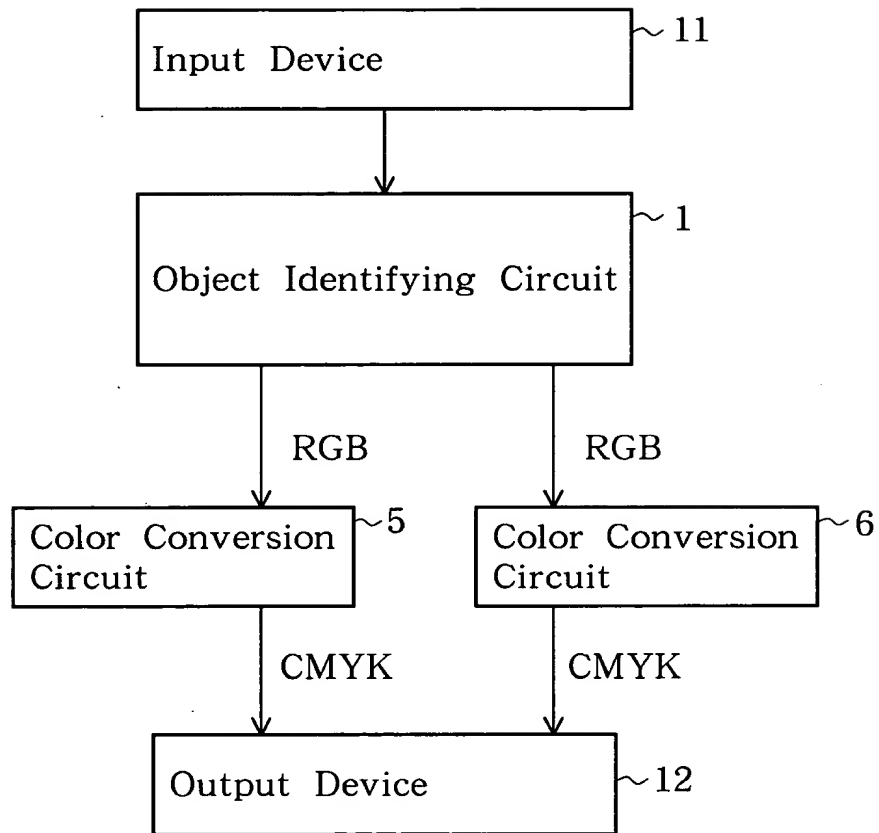 11
Input Device
1
Object Identifying Circuit
RGB
RGB
5
Color Conversion
Circuit
6
Color Conversion
Circuit
CMYK
CMYK
Output Device
12